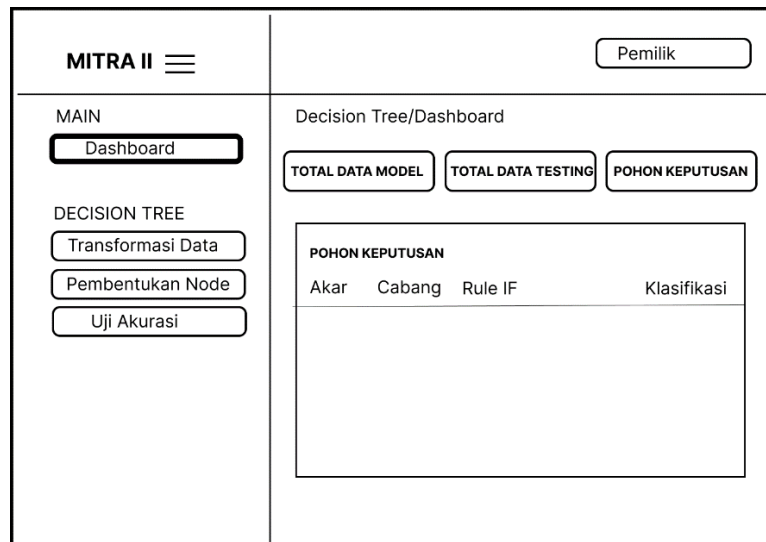 MITRA II
Pemilik
MAIN
Dashboard
DECISION TREE
Transformasi Data
Pembentukan Node
Uji Akurasi
Decision Tree/Dashboard
TOTAL DATA MODEL
TOTAL DATA TESTING
POHON KEPUTUSAN
POHON KEPUTUSAN
Akar Cabang Rule IF Klasifikasi